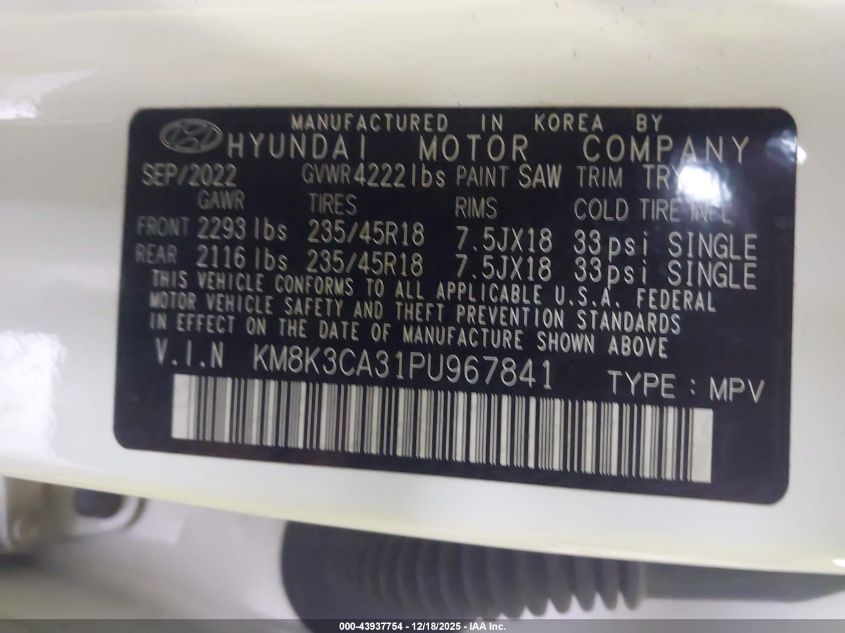 MANUFACTURED IN KOREA BY
HYUNDAI MOTOR COMPANY
SEP/2022 GVWR 4222 lbs PAINT SAW TRIM TRY
GAWR TIRES RIMS COLD TIRE INFL
FRONT 2293 lbs 235/45R18 7.5JX18 33psi SINGLE
REAR 2116 lbs 235/45R18 7.5JX18 33psi SINGLE
THIS VEHICLE CONFORMS TO ALL APPLICABLE U.S.A. FEDERAL
MOTOR VEHICLE SAFETY AND THEFT PREVENTION STANDARDS
IN EFFECT ON THE DATE OF MANUFACTURE SHOWN ABOVE
V.I.N KM8K3CA31PU967841 TYPE : MPV
000-43937754 - 12/18/2025 - IAA Inc.